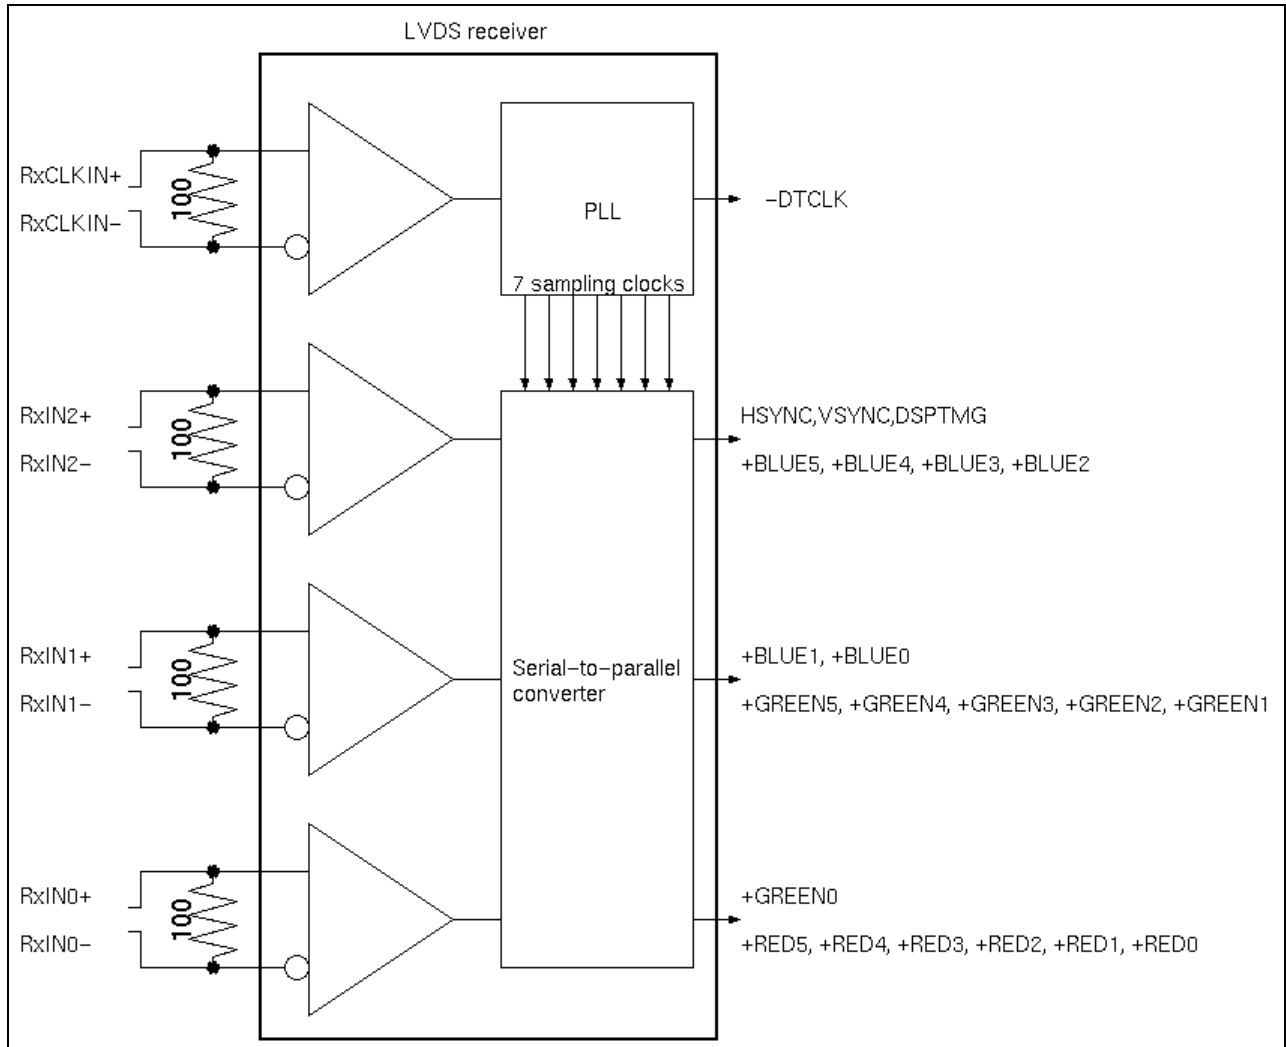 LVDS receiver
RxCLKIN+
100
RxCLKIN-
PLL
-DTCLK
7 sampling clocks
RxIN2+
100
RxIN2-
HSYNC,VSYNC,DSPTMG
+BLUE5, +BLUE4, +BLUE3, +BLUE2
RxIN1+
100
RxIN1-
Serial-to-parallel
converter
+BLUE1, +BLUE0
+GREEN5, +GREEN4, +GREEN3, +GREEN2, +GREEN1
RxIN0+
100
RxIN0-
+GREEN0
+RED5, +RED4, +RED3, +RED2, +RED1, +RED0